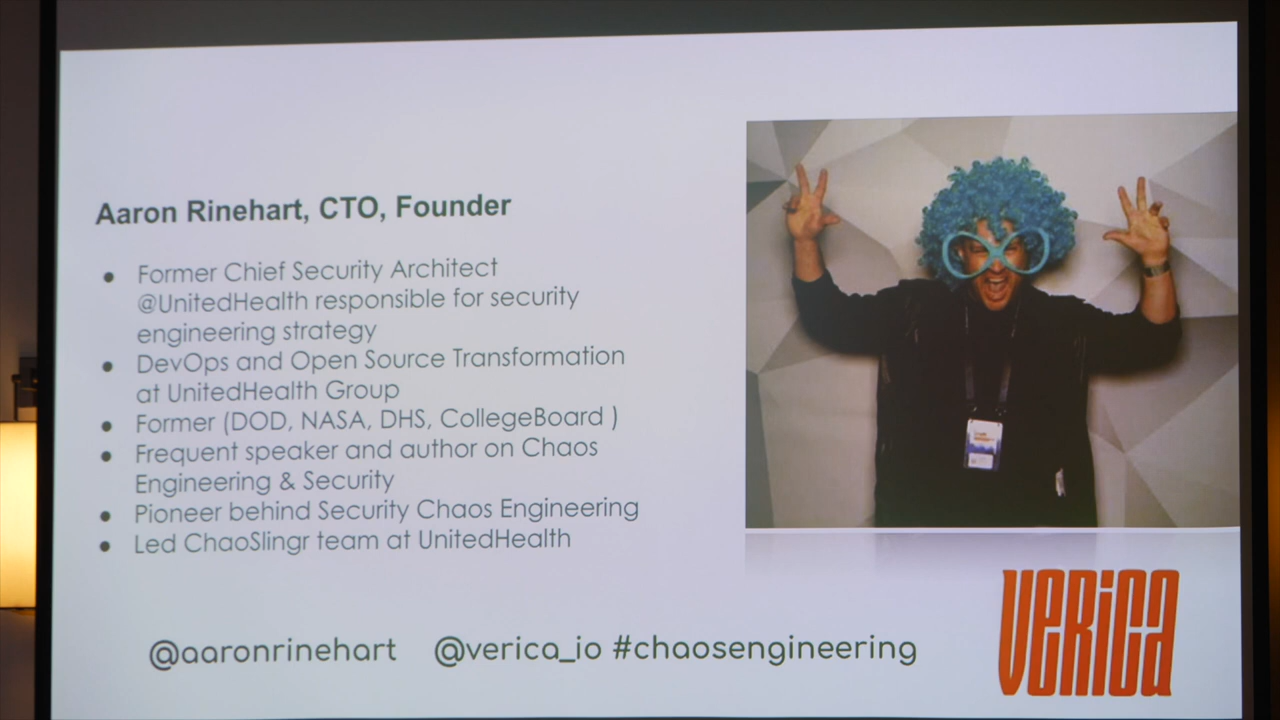 Aaron Rinehart, CTO, Founder
● Former Chief Security Architect
@UnitedHealth responsible for security
engineering strategy
● DevOps and Open Source Transformation
at UnitedHealth Group
● Former (DOD, NASA, DHS, CollegeBoard )
● Frequent speaker and author on Chaos
Engineering & Security
● Pioneer behind Security Chaos Engineering
● Led ChaoSlingr team at UnitedHealth
@aaronrinehart @verica_io #chaosengineering
VERiCa